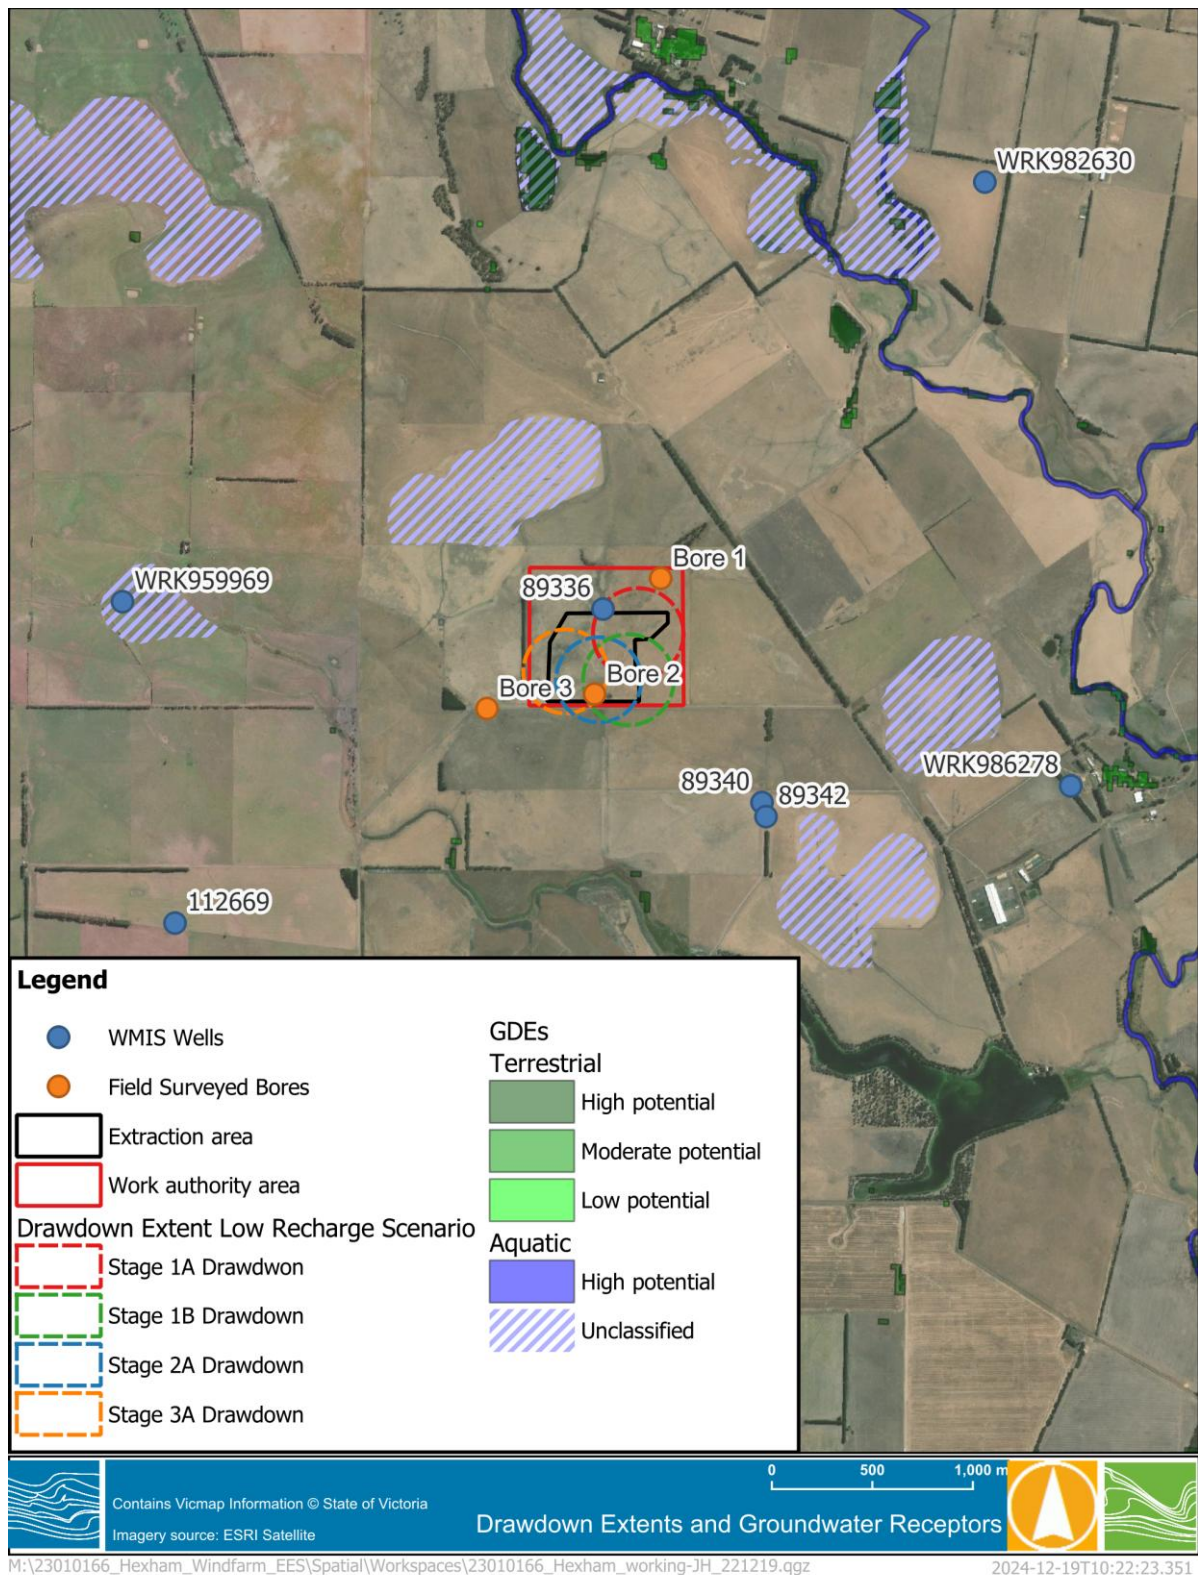 WRK982630
WRK959969
Bore 1
89336
Bore 2
Bore 3
WRK986278
89340
89342
112669
Legend
WMIS Wells
Field Surveyed Bores
Extraction area
Work authority area
Drawdown Extent Low Recharge Scenario
Stage 1A Drawdwon
Stage 1B Drawdown
Stage 2A Drawdown
Stage 3A Drawdown
GDEs
Terrestrial
High potential
Moderate potential
Low potential
Aquatic
High potential
Unclassified
0 500 1,000 m
Contains Vicmap Information © State of Victoria
Imagery source: ESRI Satellite
Drawdown Extents and Groundwater Receptors
M:\23010166_Hexham_Windfarm_EES\Spatial\Workspaces\23010166_Hexham_working-JH_221219.qgz
2024-12-19T10:22:23.351